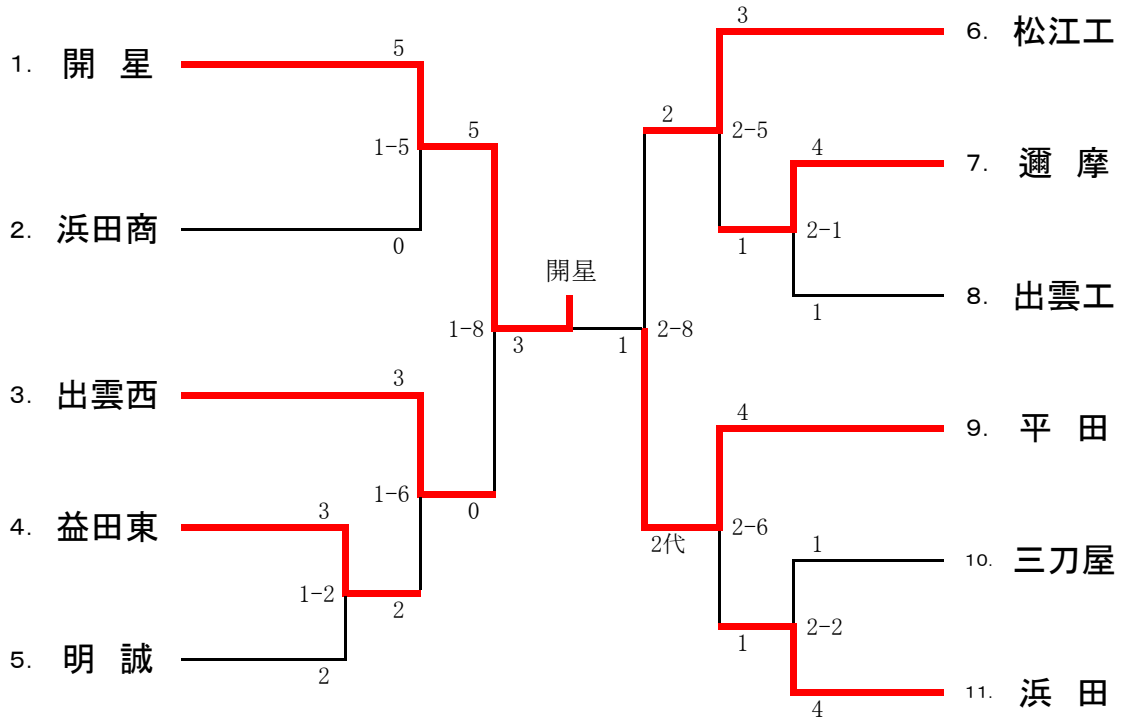 1. 開 星
5
1-5
5
2. 浜田商
0
開星
1-8
3
3. 出雲西
3
1-6
0
4. 益田東
3
1-2
2
5. 明 誠
2
3
6. 松江工
2
2-5
4
7. 邇 摩
1
2-1
8. 出雲工
1
1
2-8
4
9. 平 田
2代
2-6
1
10. 三刀屋
1
2-2
11. 浜 田
4